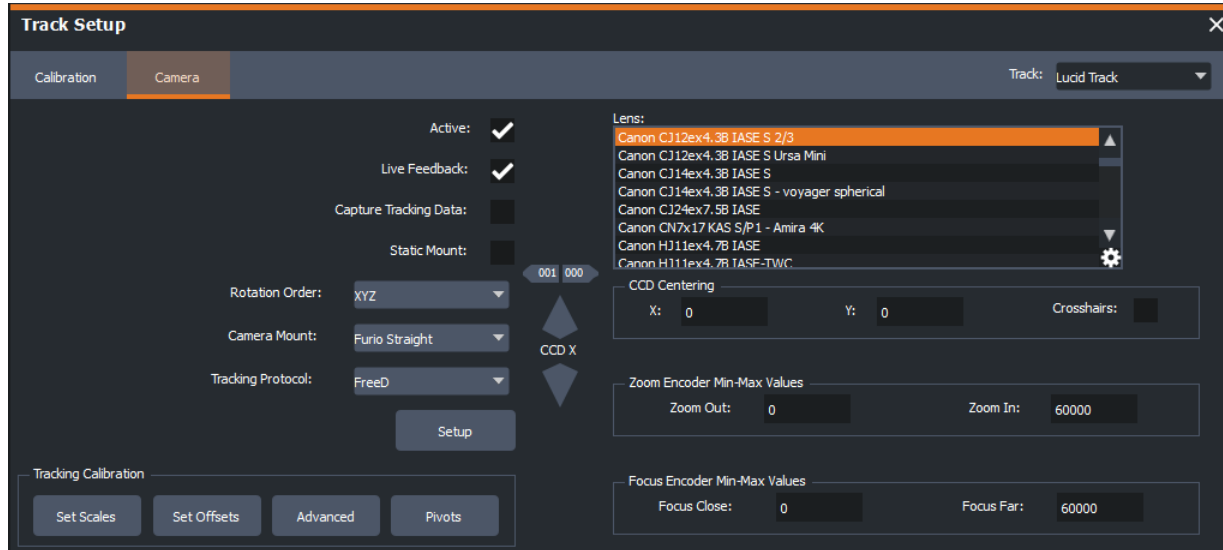 Track Setup
Calibration
Camera
Track:
Lucid Track
Active:
Live Feedback:
Capture Tracking Data:
Static Mount:
Rotation Order:
XYZ
Camera Mount:
Furio Straight
Tracking Protocol:
FreeD
Setup
Tracking Calibration
Set Scales
Set Offsets
Advanced
Pivots
001 000
CCD X
Lens:
Canon CJ12ex4.3B IASE S 2/3
Canon CJ12ex4.3B IASE S Ursa Mini
Canon CJ14ex4.3B IASE S
Canon CJ14ex4.3B IASE S - voyager spherical
Canon CJ24ex7.5B IASE
Canon CN7x17 KAS S/P1 - Amira 4K
Canon HJ11ex4.7B IASE
Canon HJ11ex4.7B IASE-TWC
CCD Centering
X: 0
Y: 0
Crosshairs:
Zoom Encoder Min-Max Values
Zoom Out: 0
Zoom In: 60000
Focus Encoder Min-Max Values
Focus Close: 0
Focus Far: 60000